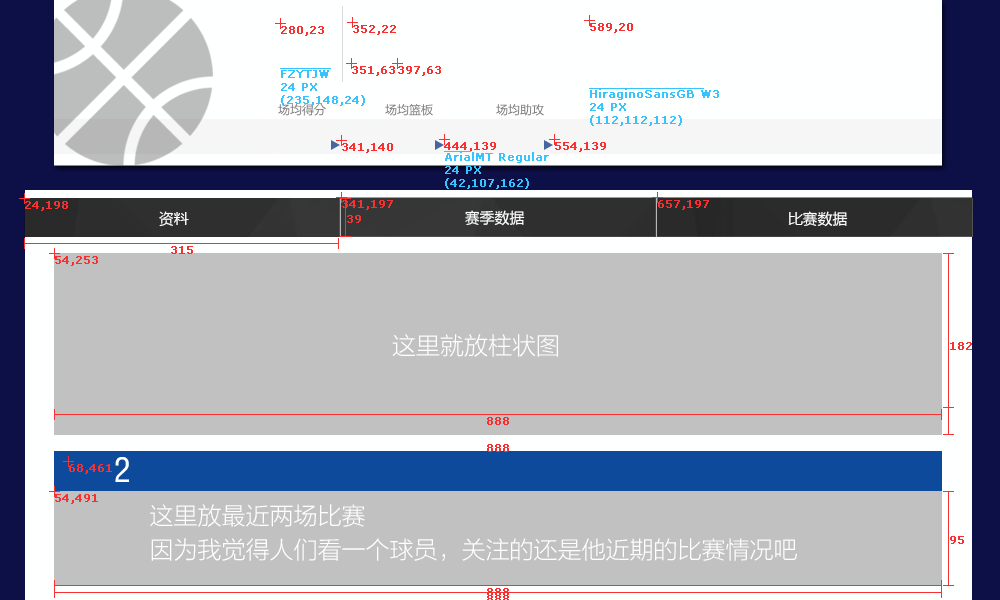 280,23
352,22
589,20
351,63
397,63
FZYTJW
24 PX
(235,148,24)
HiraginoSansGB W3
24 PX
(112,112,112)
场均得分 场均篮板 场均助攻
341,140
444,139
554,139
ArialMT Regular
24 PX
(42,107,162)
24,198
341,197
657,197
39
资料 赛季数据 比赛数据
315
54,253
这里就放柱状图
182
888
888
68,461
2
54,491
这里放最近两场比赛
因为我觉得人们看一个球员，关注的还是他近期的比赛情况吧
95
888
888